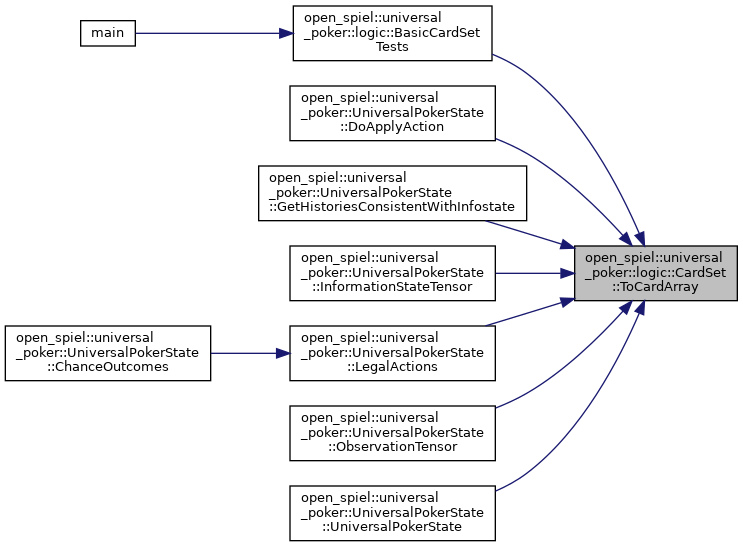 main
open_spiel::universal
_poker::logic::BasicCardSet
Tests
open_spiel::universal
_poker::UniversalPokerState
::DoApplyAction
open_spiel::universal
_poker::UniversalPokerState
::GetHistoriesConsistentWithInfostate
open_spiel::universal
_poker::UniversalPokerState
::InformationStateTensor
open_spiel::universal
_poker::logic::CardSet
::ToCardArray
open_spiel::universal
_poker::UniversalPokerState
::ChanceOutcomes
open_spiel::universal
_poker::UniversalPokerState
::LegalActions
open_spiel::universal
_poker::UniversalPokerState
::ObservationTensor
open_spiel::universal
_poker::UniversalPokerState
::UniversalPokerState